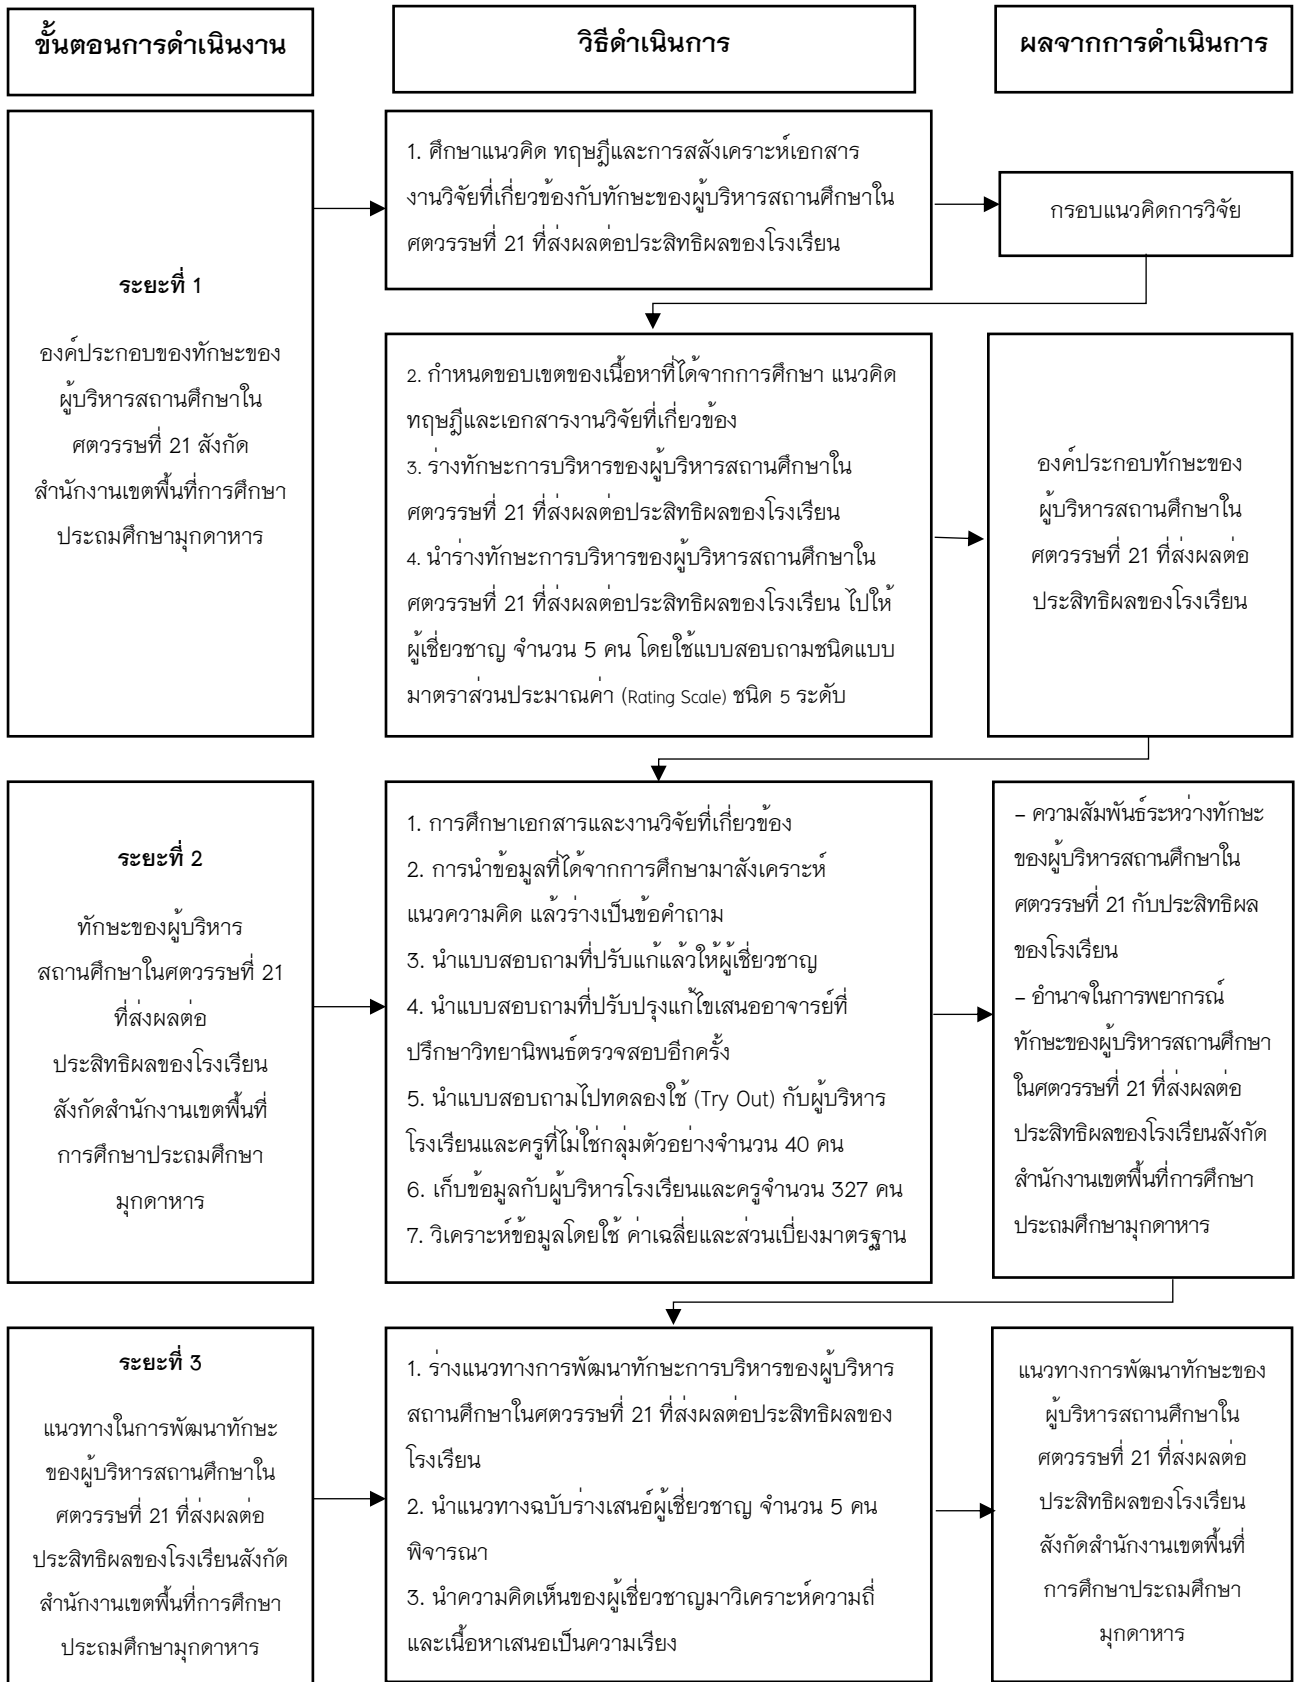 ขั้นตอนการดำเนินงาน
วิธีดำเนินการ
ผลจากการดำเนินการ
ระยะที่ 1
องค์ประกอบของทักษะของ
ผู้บริหารสถานศึกษาใน
ศตวรรษที่ 21 สังกัด
สำนักงานเขตพื้นที่การศึกษา
ประถมศึกษามุกดาหาร
1. ศึกษาแนวคิด ทฤษฎีและการสสังเคราะห์เอกสาร
งานวิจัยที่เกี่ยวข้องกับทักษะของผู้บริหารสถานศึกษาใน
ศตวรรษที่ 21 ที่ส่งผลต่อประสิทธิผลของโรงเรียน
กรอบแนวคิดการวิจัย
2. กำหนดขอบเขตของเนื้อหาที่ได้จากการศึกษา แนวคิด
ทฤษฎีและเอกสารงานวิจัยที่เกี่ยวข้อง
3. ร่างทักษะการบริหารของผู้บริหารสถานศึกษาใน
ศตวรรษที่ 21 ที่ส่งผลต่อประสิทธิผลของโรงเรียน
4. นำร่างทักษะการบริหารของผู้บริหารสถานศึกษาใน
ศตวรรษที่ 21 ที่ส่งผลต่อประสิทธิผลของโรงเรียน ไปให้
ผู้เชี่ยวชาญ จำนวน 5 คน โดยใช้แบบสอบถามชนิดแบบ
มาตราส่วนประมาณค่า (Rating Scale) ชนิด 5 ระดับ
องค์ประกอบทักษะของ
ผู้บริหารสถานศึกษาใน
ศตวรรษที่ 21 ที่ส่งผลต่อ
ประสิทธิผลของโรงเรียน
ระยะที่ 2
ทักษะของผู้บริหาร
สถานศึกษาในศตวรรษที่ 21
ที่ส่งผลต่อ
ประสิทธิผลของโรงเรียน
สังกัดสำนักงานเขตพื้นที่
การศึกษาประถมศึกษา
มุกดาหาร
1. การศึกษาเอกสารและงานวิจัยที่เกี่ยวข้อง
2. การนำข้อมูลที่ได้จากการศึกษามาสังเคราะห์
แนวความคิด แล้วร่างเป็นข้อคำถาม
3. นำแบบสอบถามที่ปรับแก้แล้วให้ผู้เชี่ยวชาญ
4. นำแบบสอบถามที่ปรับปรุงแก้ไขเสนออาจารย์ที่
ปรึกษาวิทยานิพนธ์ตรวจสอบอีกครั้ง
5. นำแบบสอบถามไปทดลองใช้ (Try Out) กับผู้บริหาร
โรงเรียนและครูที่ไม่ใช่กลุ่มตัวอย่างจำนวน 40 คน
6. เก็บข้อมูลกับผู้บริหารโรงเรียนและครูจำนวน 327 คน
7. วิเคราะห์ข้อมูลโดยใช้ ค่าเฉลี่ยและส่วนเบี่ยงมาตรฐาน
– ความสัมพันธ์ระหว่างทักษะ
ของผู้บริหารสถานศึกษาใน
ศตวรรษที่ 21 กับประสิทธิผล
ของโรงเรียน
– อำนาจในการพยากรณ์
ทักษะของผู้บริหารสถานศึกษา
ในศตวรรษที่ 21 ที่ส่งผลต่อ
ประสิทธิผลของโรงเรียนสังกัด
สำนักงานเขตพื้นที่การศึกษา
ประถมศึกษามุกดาหาร
ระยะที่ 3
แนวทางในการพัฒนาทักษะ
ของผู้บริหารสถานศึกษาใน
ศตวรรษที่ 21 ที่ส่งผลต่อ
ประสิทธิผลของโรงเรียนสังกัด
สำนักงานเขตพื้นที่การศึกษา
ประถมศึกษามุกดาหาร
1. ร่างแนวทางการพัฒนาทักษะการบริหารของผู้บริหาร
สถานศึกษาในศตวรรษที่ 21 ที่ส่งผลต่อประสิทธิผลของ
โรงเรียน
2. นำแนวทางฉบับร่างเสนอ์ผู้เชี่ยวชาญ จำนวน 5 คน
พิจารณา
3. นำความคิดเห็นของผู้เชี่ยวชาญมาวิเคราะห์ความถี่
และเนื้อหาเสนอเป็นความเรียง
แนวทางการพัฒนาทักษะของ
ผู้บริหารสถานศึกษาใน
ศตวรรษที่ 21 ที่ส่งผลต่อ
ประสิทธิผลของโรงเรียน
สังกัดสำนักงานเขตพื้นที่
การศึกษาประถมศึกษา
มุกดาหาร